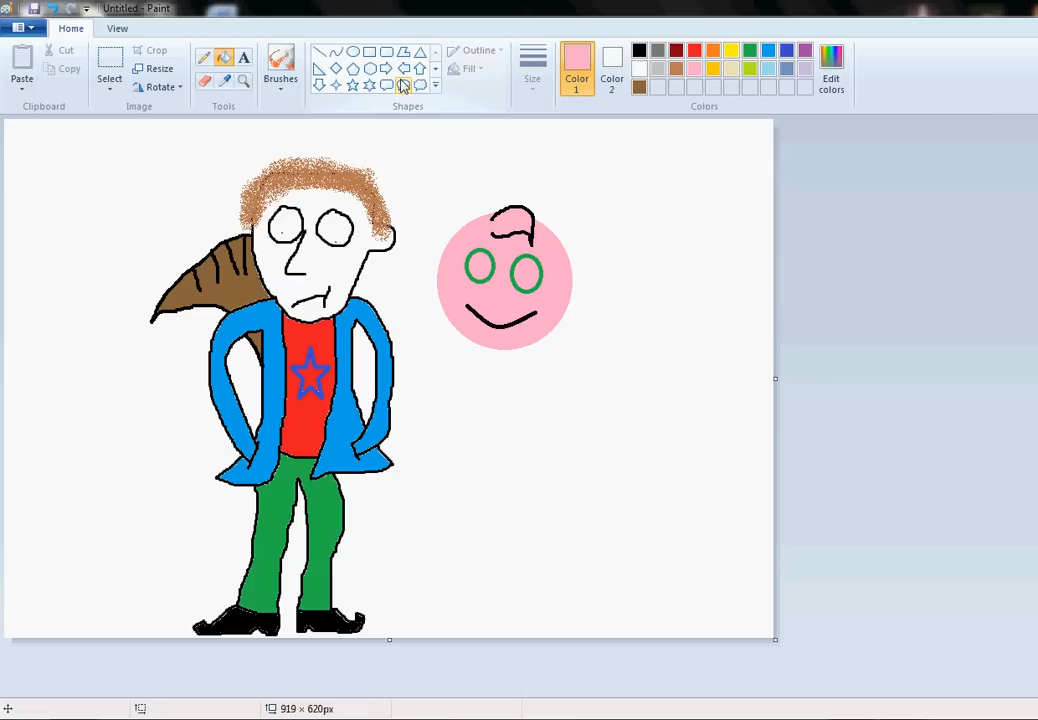 Untitled - Paint
Home View
Paste
Cut
Copy
Clipboard
Select
Crop
Resize
Rotate
Image
A
Tools
Brushes
Outline
Fill
Shapes
Size
Color 1
Color 2
Edit colors
Colors
919 × 620px